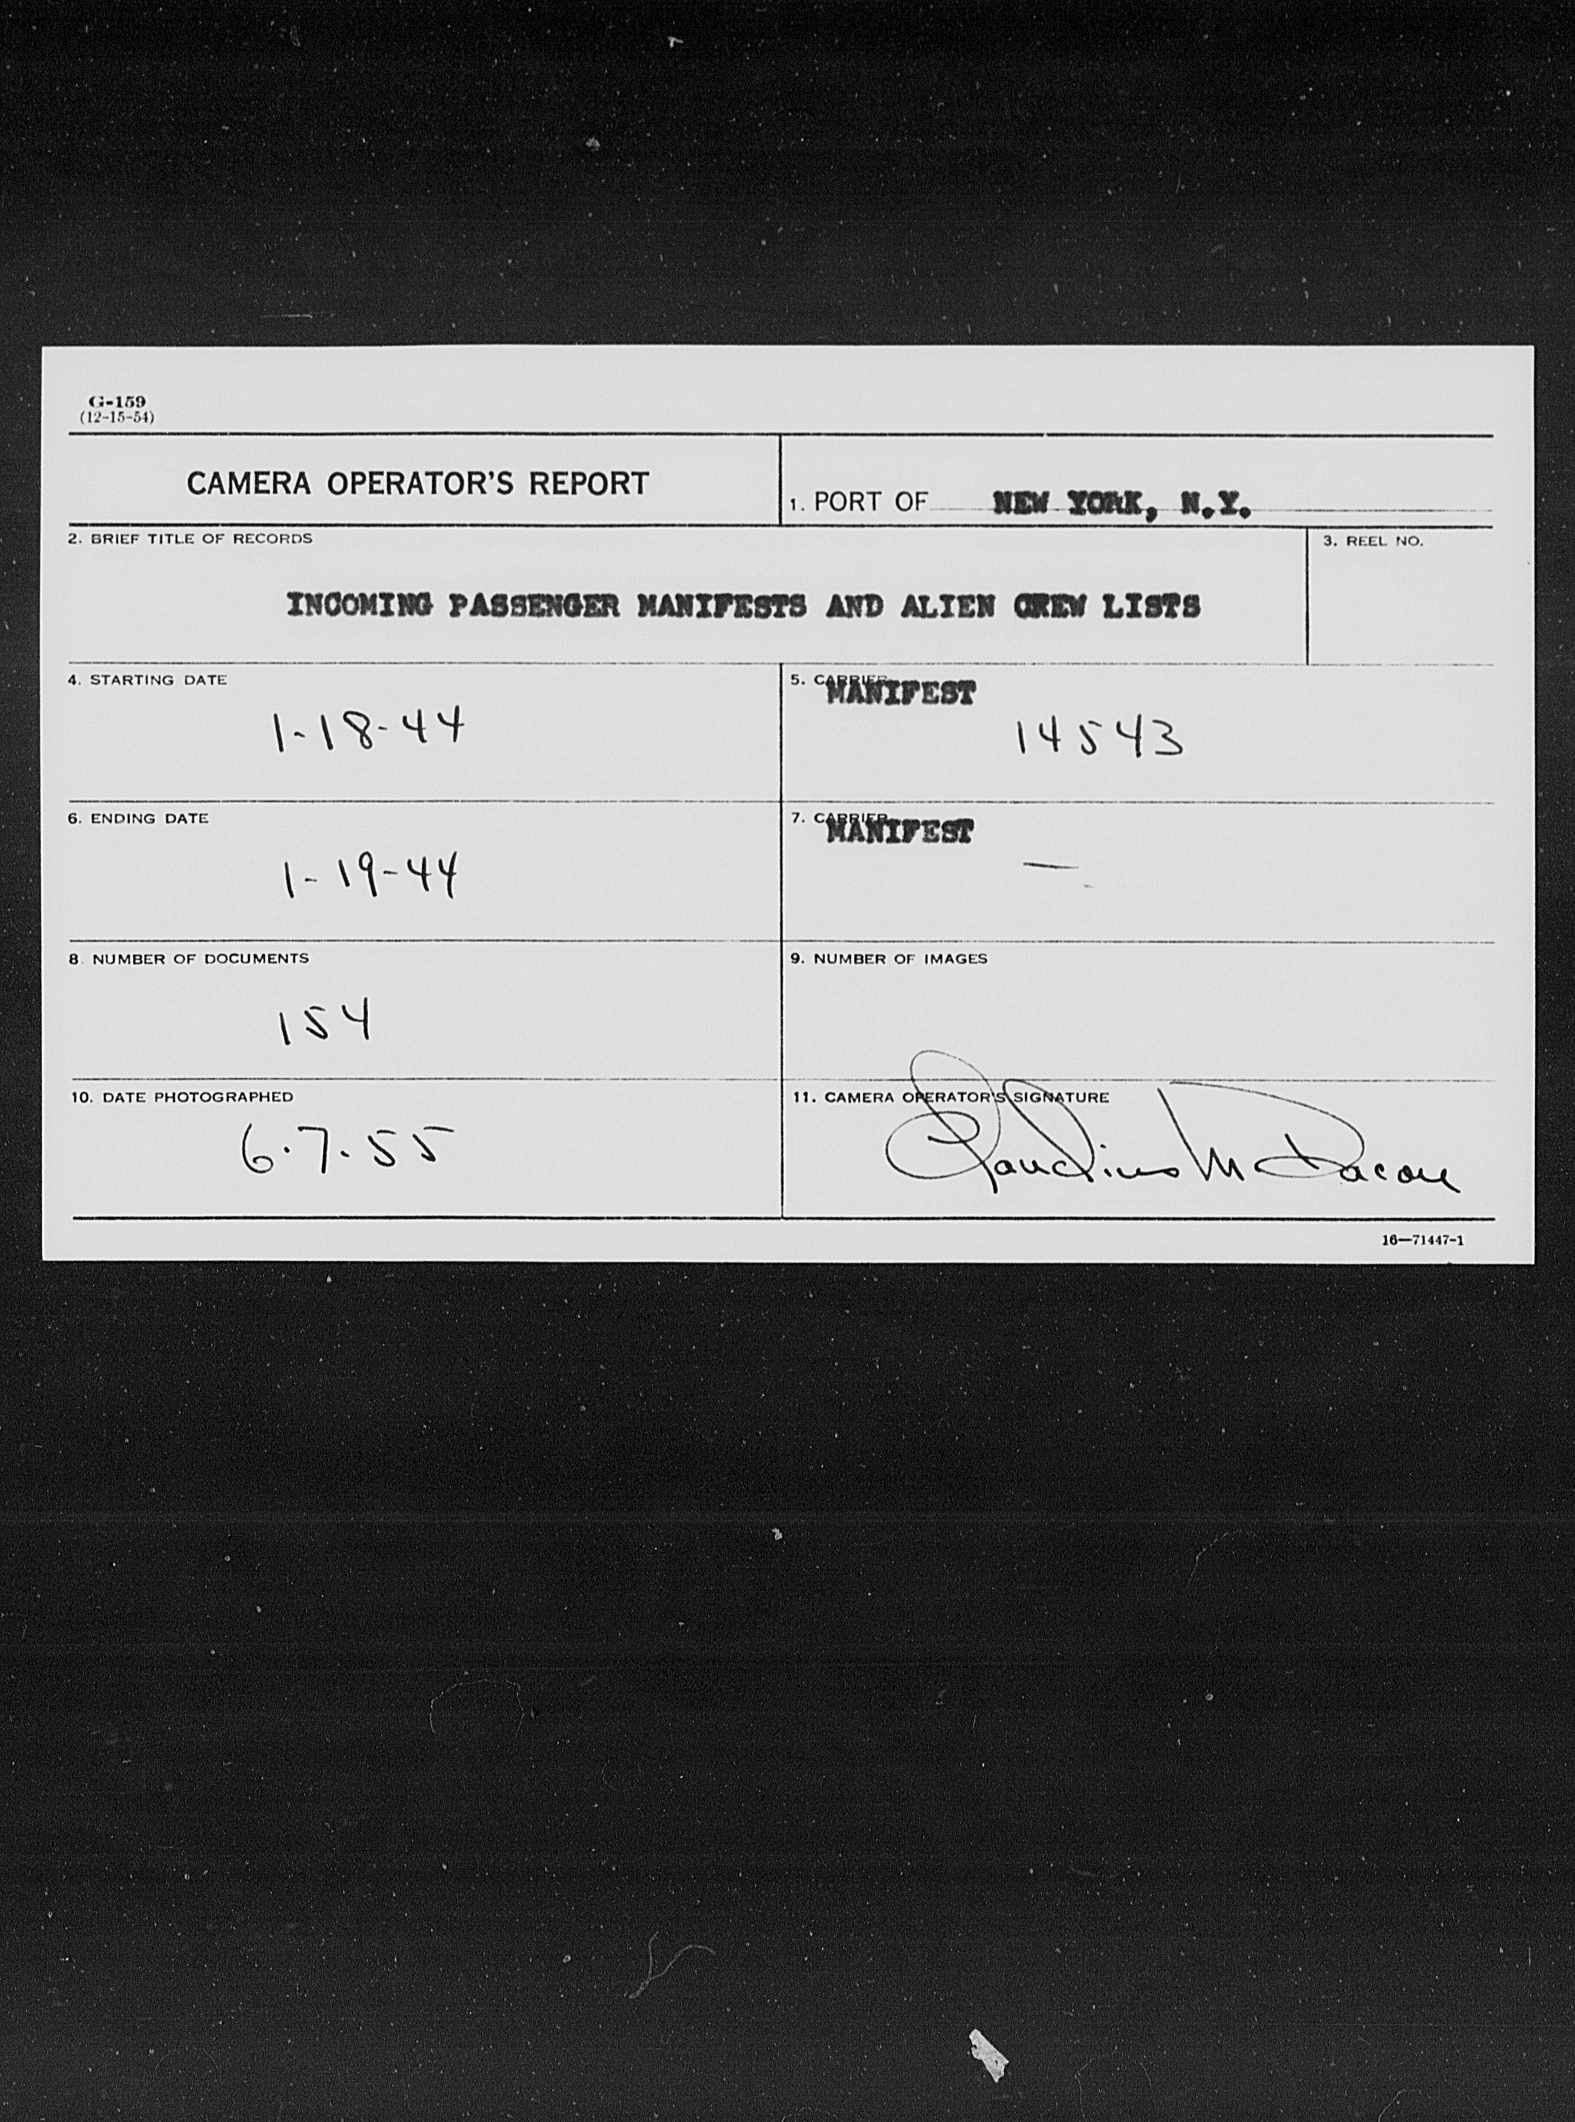 G-159
(12-15-54)
CAMERA OPERATOR'S REPORT
1. PORT OF NEW YORK, N.Y.
2. BRIEF TITLE OF RECORDS
3. REEL NO.
INCOMING PASSENGER MANIFESTS AND ALIEN CREW LISTS
4. STARTING DATE
1-18-44
5. CARRIER
MANIFEST
14543
6. ENDING DATE
1-19-44
7. CARRIER
MANIFEST
—
8. NUMBER OF DOCUMENTS
154
9. NUMBER OF IMAGES
10. DATE PHOTOGRAPHED
6.7.55
11. CAMERA OPERATOR'S SIGNATURE
Claudius M
16—71447-1